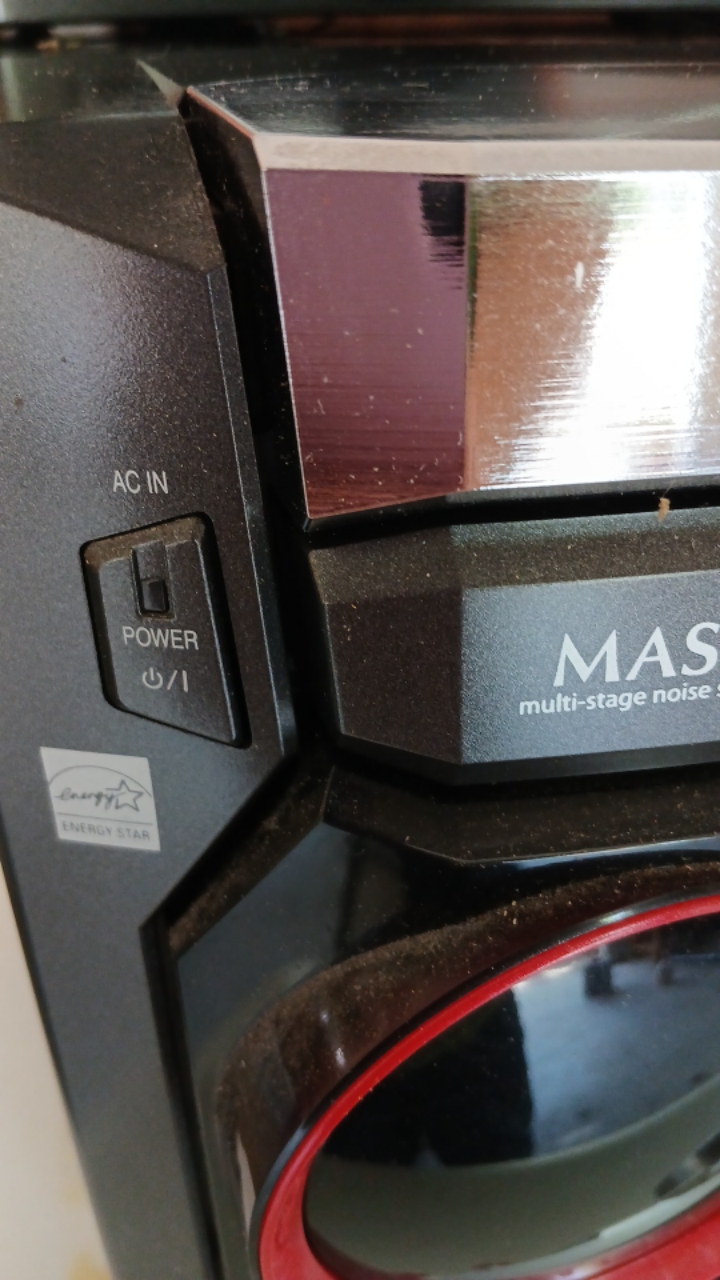 AC IN
POWER
⏻/I
MAS
multi-stage noise s
energy
ENERGY STAR